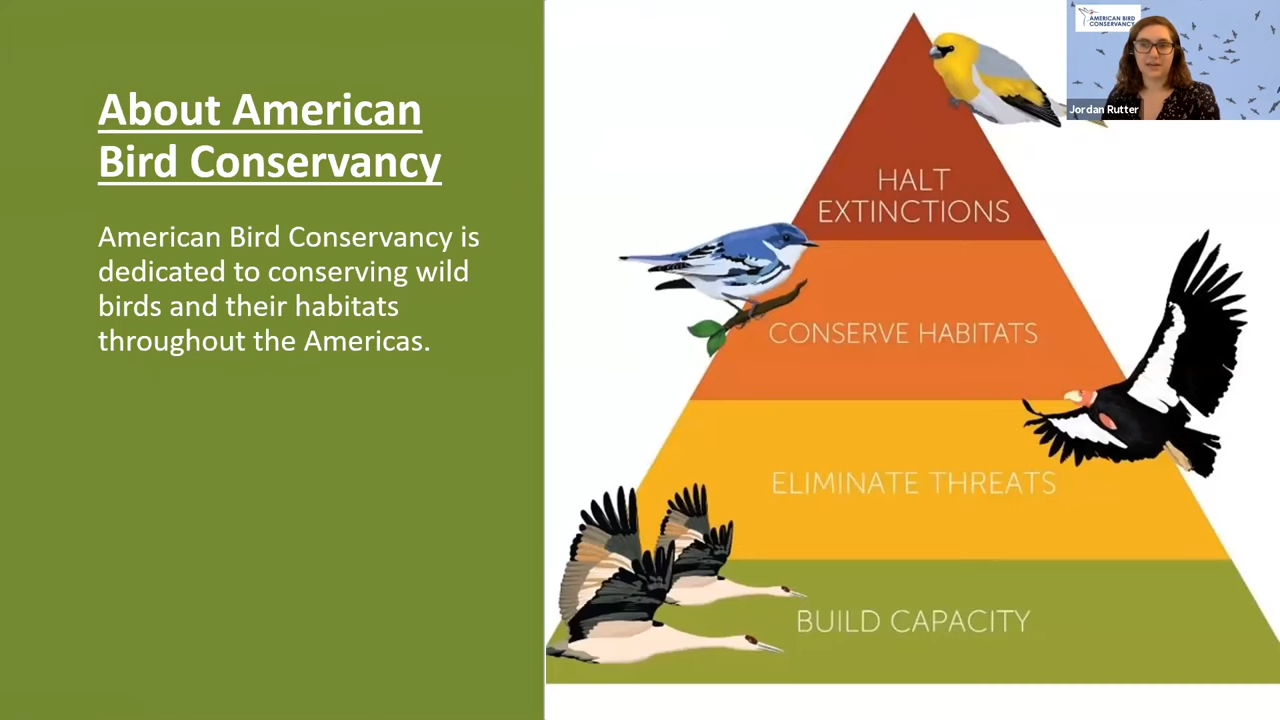 About American
Bird Conservancy
American Bird Conservancy is
dedicated to conserving wild
birds and their habitats
throughout the Americas.
HALT
EXTINCTIONS
CONSERVE HABITATS
ELIMINATE THREATS
BUILD CAPACITY
AMERICAN BIRD
CONSERVANCY
Jordan Rutter